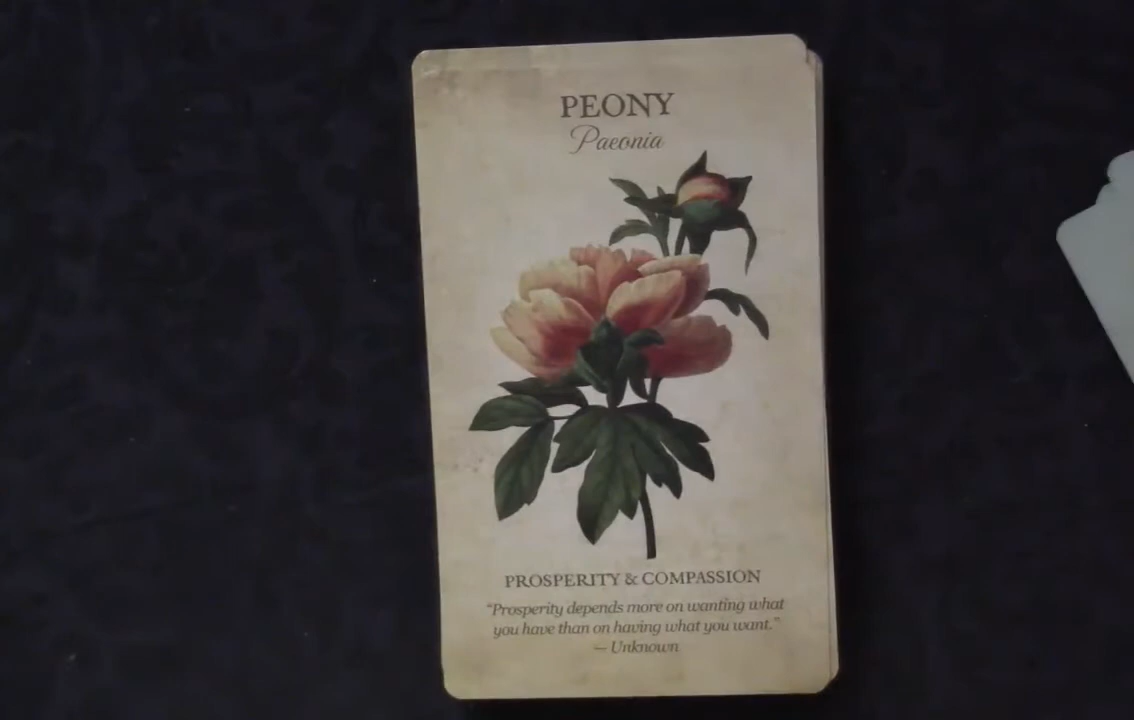 PEONY
Paeonia
PROSPERITY & COMPASSION
“Prosperity depends more on wanting what
you have than on having what you want.”
— Unknown